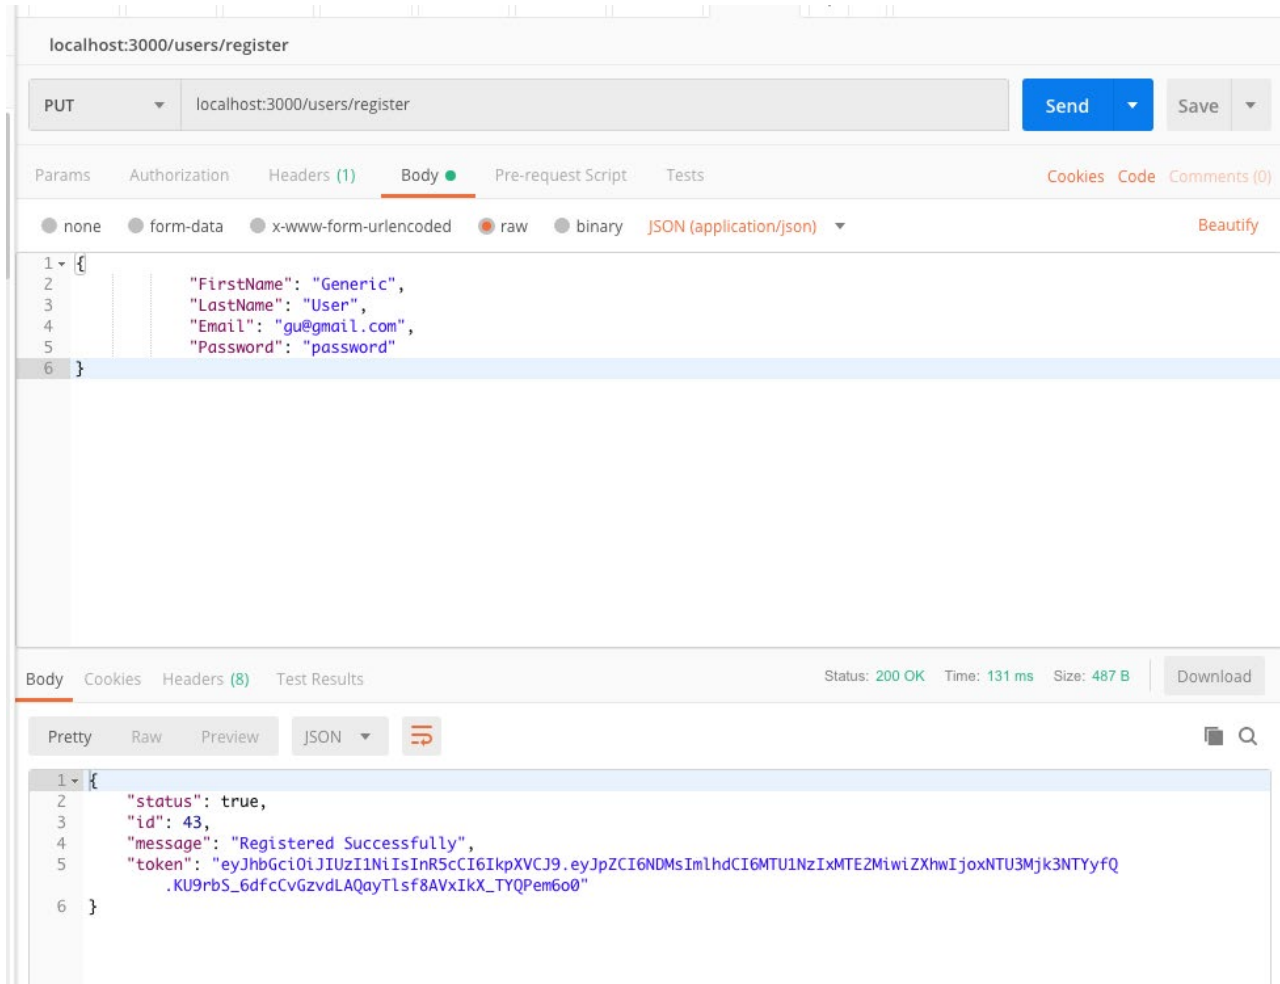 localhost:3000/users/register
PUT localhost:3000/users/register Send Save
Params Authorization Headers (1) Body Pre-request Script Tests Cookies Code Comments (0)
none form-data x-www-form-urlencoded raw binary JSON (application/json) Beautify
1 {
2 "FirstName": "Generic",
3 "LastName": "User",
4 "Email": "gu@gmail.com",
5 "Password": "password"
6 }
Body Cookies Headers (8) Test Results Status: 200 OK Time: 131 ms Size: 487 B Download
Pretty Raw Preview JSON
1 {
2 "status": true,
3 "id": 43,
4 "message": "Registered Successfully",
5 "token": "eyJhbGciOiJIUzI1NiIsInR5cCI6IkpXVCJ9.eyJpZCI6NDMsImlhdCI6MTU1NzIxMTE2MiwiZXhwIjoxNTU3Mjk3NTYyfQ
.KU9rbS_6dfcCvGzvdLAQayTlsf8AVxIkX_TYQPem6o0"
6 }